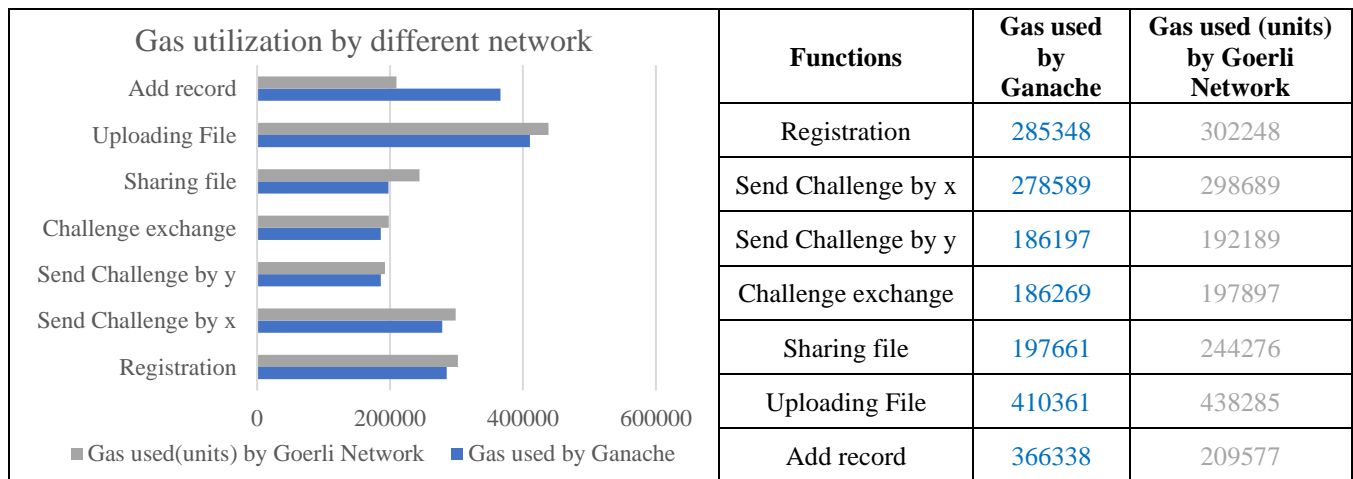 Gas utilization by different network
Add record
Uploading File
Sharing file
Challenge exchange
Send Challenge by y
Send Challenge by x
Registration
0 200000 400000 600000
Gas used(units) by Goerli Network Gas used by Ganache
Functions
Gas used
by
Ganache
Gas used (units)
by Goerli
Network
Registration 285348 302248
Send Challenge by x 278589 298689
Send Challenge by y 186197 192189
Challenge exchange 186269 197897
Sharing file 197661 244276
Uploading File 410361 438285
Add record 366338 209577